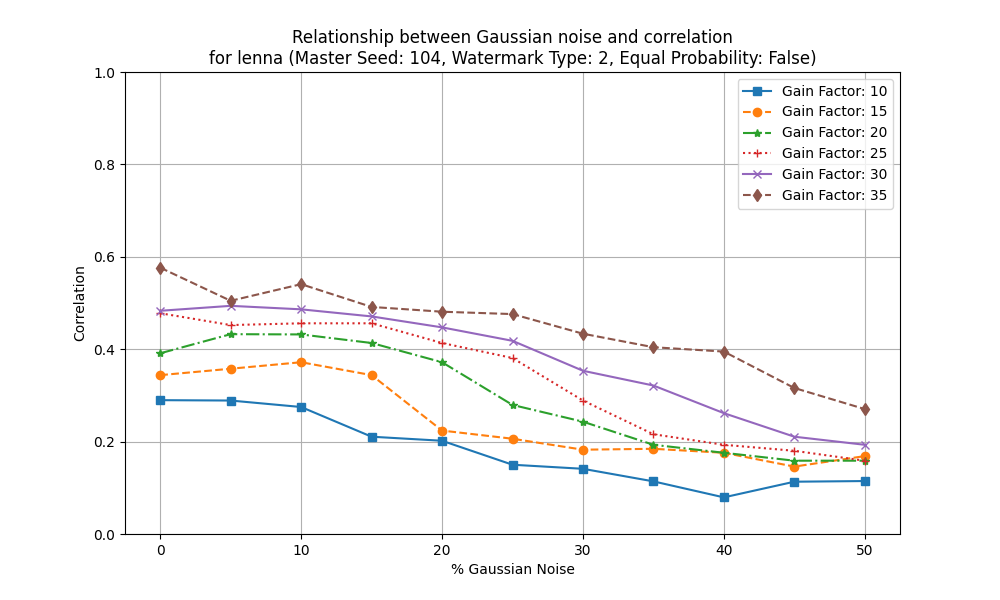 Relationship between Gaussian noise and correlation
for lenna (Master Seed: 104, Watermark Type: 2, Equal Probability: False)
1.0
0.8
0.6
0.4
0.2
0.0
Correlation
Gain Factor: 10
Gain Factor: 15
Gain Factor: 20
Gain Factor: 25
Gain Factor: 30
Gain Factor: 35
0
10
20
30
40
50
% Gaussian Noise